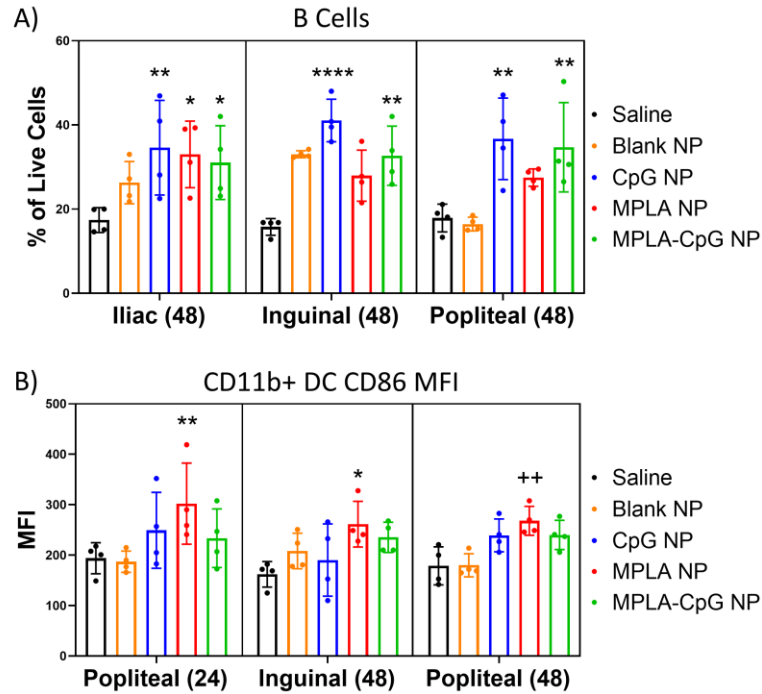 A) B Cells
60
40
20
0
% of Live Cells
** * *
**** **
** **
Iliac (48) Inguinal (48) Popliteal (48)
Saline
Blank NP
CpG NP
MPLA NP
MPLA-CpG NP
B) CD11b+ DC CD86 MFI
500
400
300
200
100
0
MFI
**
*
++
Popliteal (24) Inguinal (48) Popliteal (48)
Saline
Blank NP
CpG NP
MPLA NP
MPLA-CpG NP